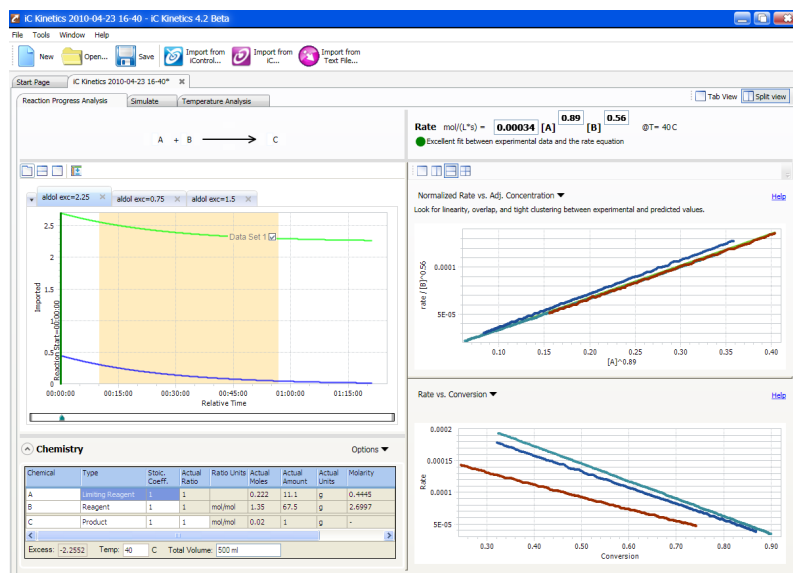 iC Kinetics 2010-04-23 16-40 - iC Kinetics 4.2 Beta
File Tools Window Help
New Open... Save Import from iControl... Import from iC... Import from Text File...
Start Page iC Kinetics 2010-04-23 16-40*
Tab View Split view
Reaction Progress Analysis Simulate Temperature Analysis
A + B C
Rate mol/(L*s) = 0.00034 [A] 0.89 [B] 0.56 @T= 40 C
Excellent fit between experimental data and the rate equation
aldol exc=2.25 aldol exc=0.75 aldol exc=1.5
Data Set 1
2.5
2
1.5
1
0.5
0
Imported
Reaction Start=00:00:00
00:00:00 00:15:00 00:30:00 00:45:00 01:00:00 01:15:00
Relative Time
Normalized Rate vs. Adj. Concentration Help
Look for linearity, overlap, and tight clustering between experimental and predicted values.
0.0001
5E-05
rate / [B]^0.56
0.10 0.15 0.20 0.25 0.30 0.35 0.40
[A]^0.89
Rate vs. Conversion Help
0.0002
0.00015
0.0001
5E-05
Rate
0.30 0.40 0.50 0.60 0.70 0.80 0.90
Conversion
Chemistry Options
Chemical Type Stoic. Coeff. Actual Ratio Ratio Units Actual Moles Actual Amount Actual Units Molarity
A Limiting Reagent 1 1 0.222 11.1 g 0.4445
B Reagent 1 1 mol/mol 1.35 67.5 g 2.6997
C Product 1 1 mol/mol 0.02 1 g -
Excess: -2.2552 Temp: 40 C Total Volume: 500 ml